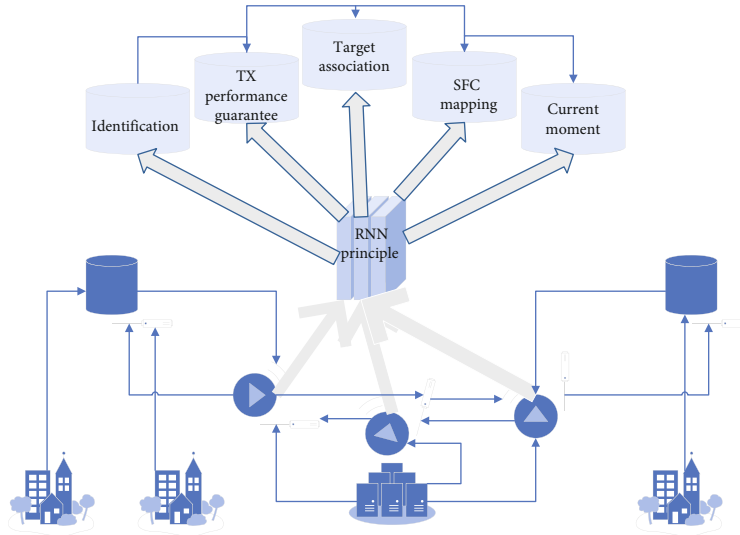 Target
association
TX
performance
guarantee
SFC
mapping
Identification
Current
moment
RNN
principle